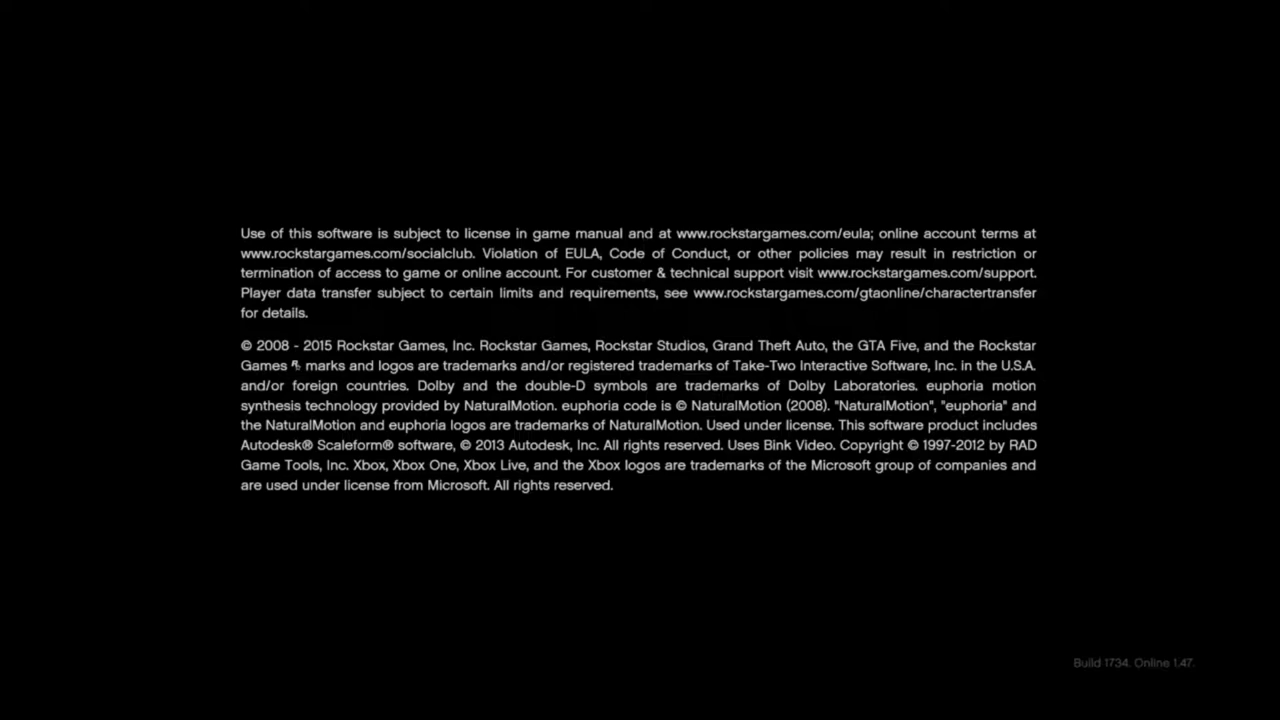 Use of this software is subject to license in game manual and at www.rockstargames.com/eula; online account terms at
www.rockstargames.com/socialclub. Violation of EULA, Code of Conduct, or other policies may result in restriction or
termination of access to game or online account. For customer & technical support visit www.rockstargames.com/support.
Player data transfer subject to certain limits and requirements, see www.rockstargames.com/gtaonline/charactertransfer
for details.
© 2008 - 2015 Rockstar Games, Inc. Rockstar Games, Rockstar Studios, Grand Theft Auto, the GTA Five, and the Rockstar
Games R* marks and logos are trademarks and/or registered trademarks of Take-Two Interactive Software, Inc. in the U.S.A.
and/or foreign countries. Dolby and the double-D symbols are trademarks of Dolby Laboratories. euphoria motion
synthesis technology provided by NaturalMotion. euphoria code is © NaturalMotion (2008). "NaturalMotion", "euphoria" and
the NaturalMotion and euphoria logos are trademarks of NaturalMotion. Used under license. This software product includes
Autodesk® Scaleform® software, © 2013 Autodesk, Inc. All rights reserved. Uses Bink Video. Copyright © 1997-2012 by RAD
Game Tools, Inc. Xbox, Xbox One, Xbox Live, and the Xbox logos are trademarks of the Microsoft group of companies and
are used under license from Microsoft. All rights reserved.
Build 1734. Online 1.47.